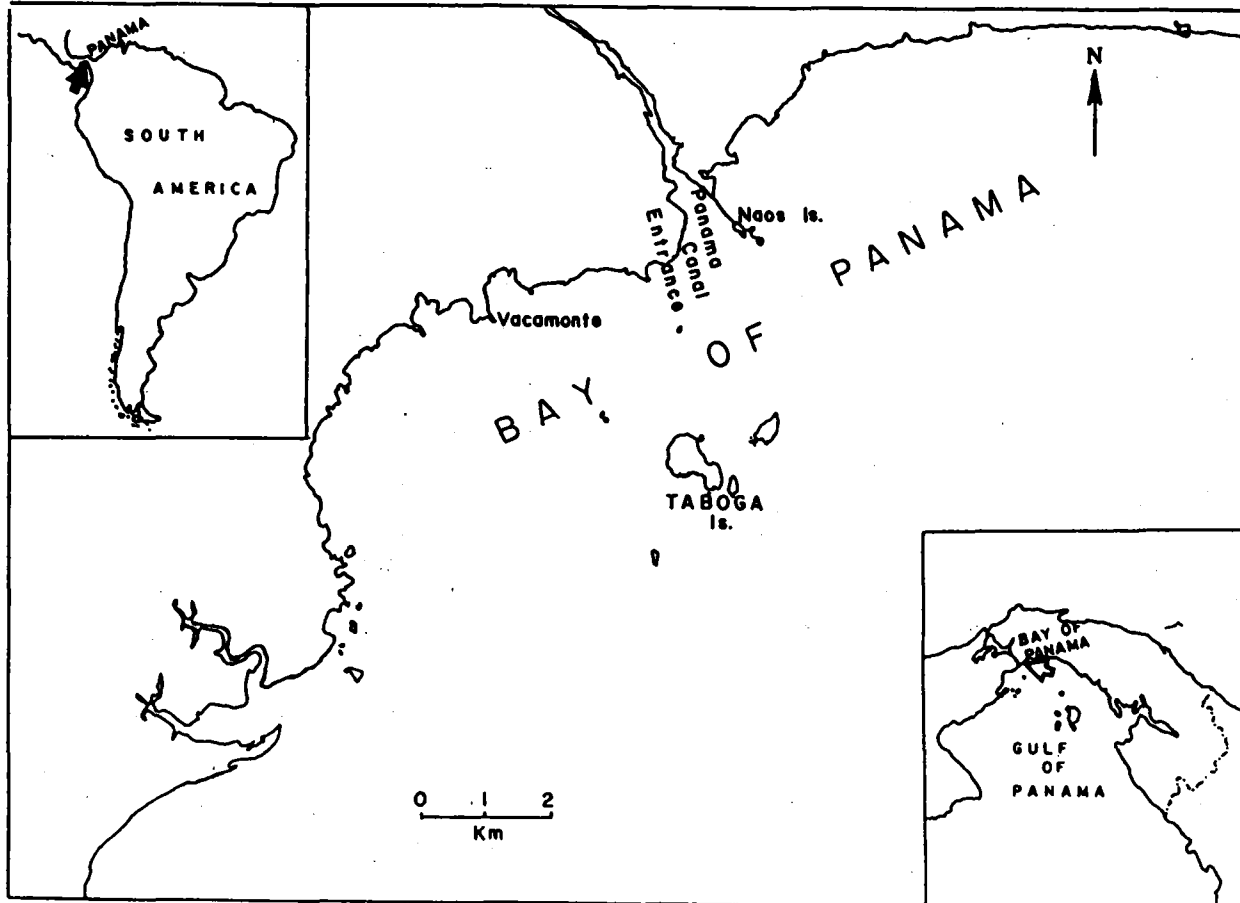 PANAMA
SOUTH
AMERICA
N
Panama Canal
Entrance
Naos Is.
Vacamonte
BAY OF PANAMA
TABOGA
Is.
0 1 2
Km
BAY OF
PANAMA
GULF
OF
PANAMA